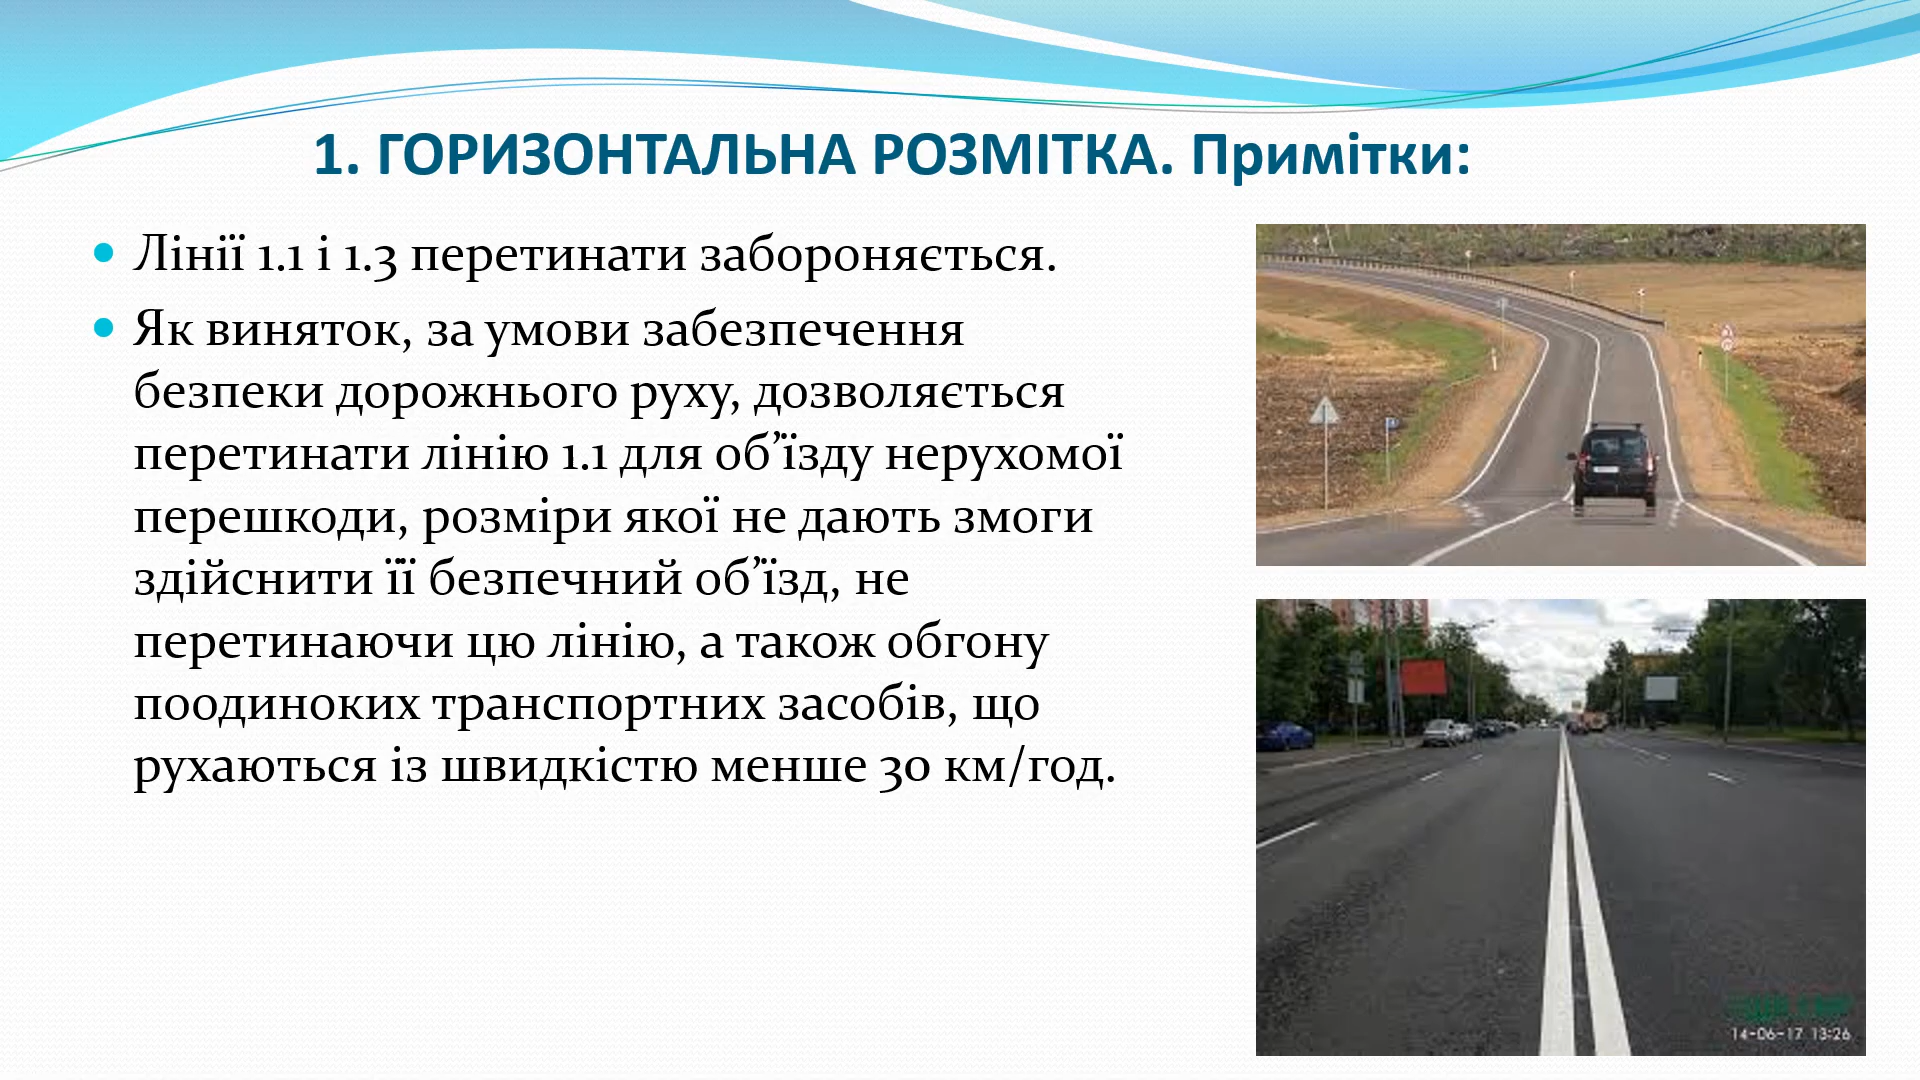 1. ГОРИЗОНТАЛЬНА РОЗМІТКА. Примітки:
• Лінії 1.1 і 1.3 перетинати забороняється.
• Як виняток, за умови забезпечення
безпеки дорожнього руху, дозволяється
перетинати лінію 1.1 для об’їзду нерухомої
перешкоди, розміри якої не дають змоги
здійснити її безпечний об’їзд, не
перетинаючи цю лінію, а також обгону
поодиноких транспортних засобів, що
рухаються із швидкістю менше 30 км/год.
14-06-17 13:26